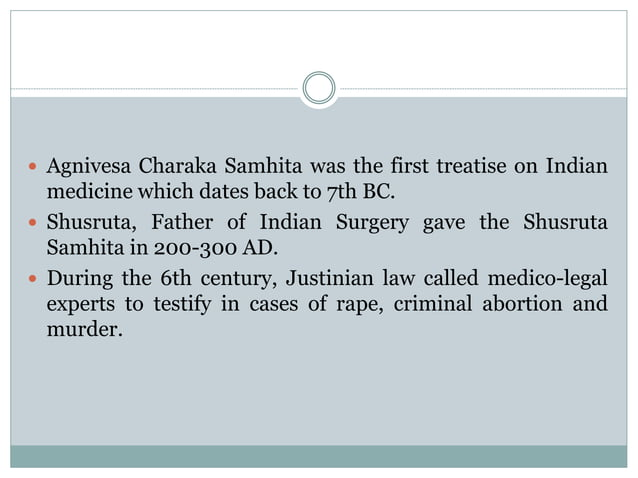 • Agnivesa Charaka Samhita was the first treatise on Indian
medicine which dates back to 7th BC.
• Shusruta, Father of Indian Surgery gave the Shusruta
Samhita in 200-300 AD.
• During the 6th century, Justinian law called medico-legal
experts to testify in cases of rape, criminal abortion and
murder.